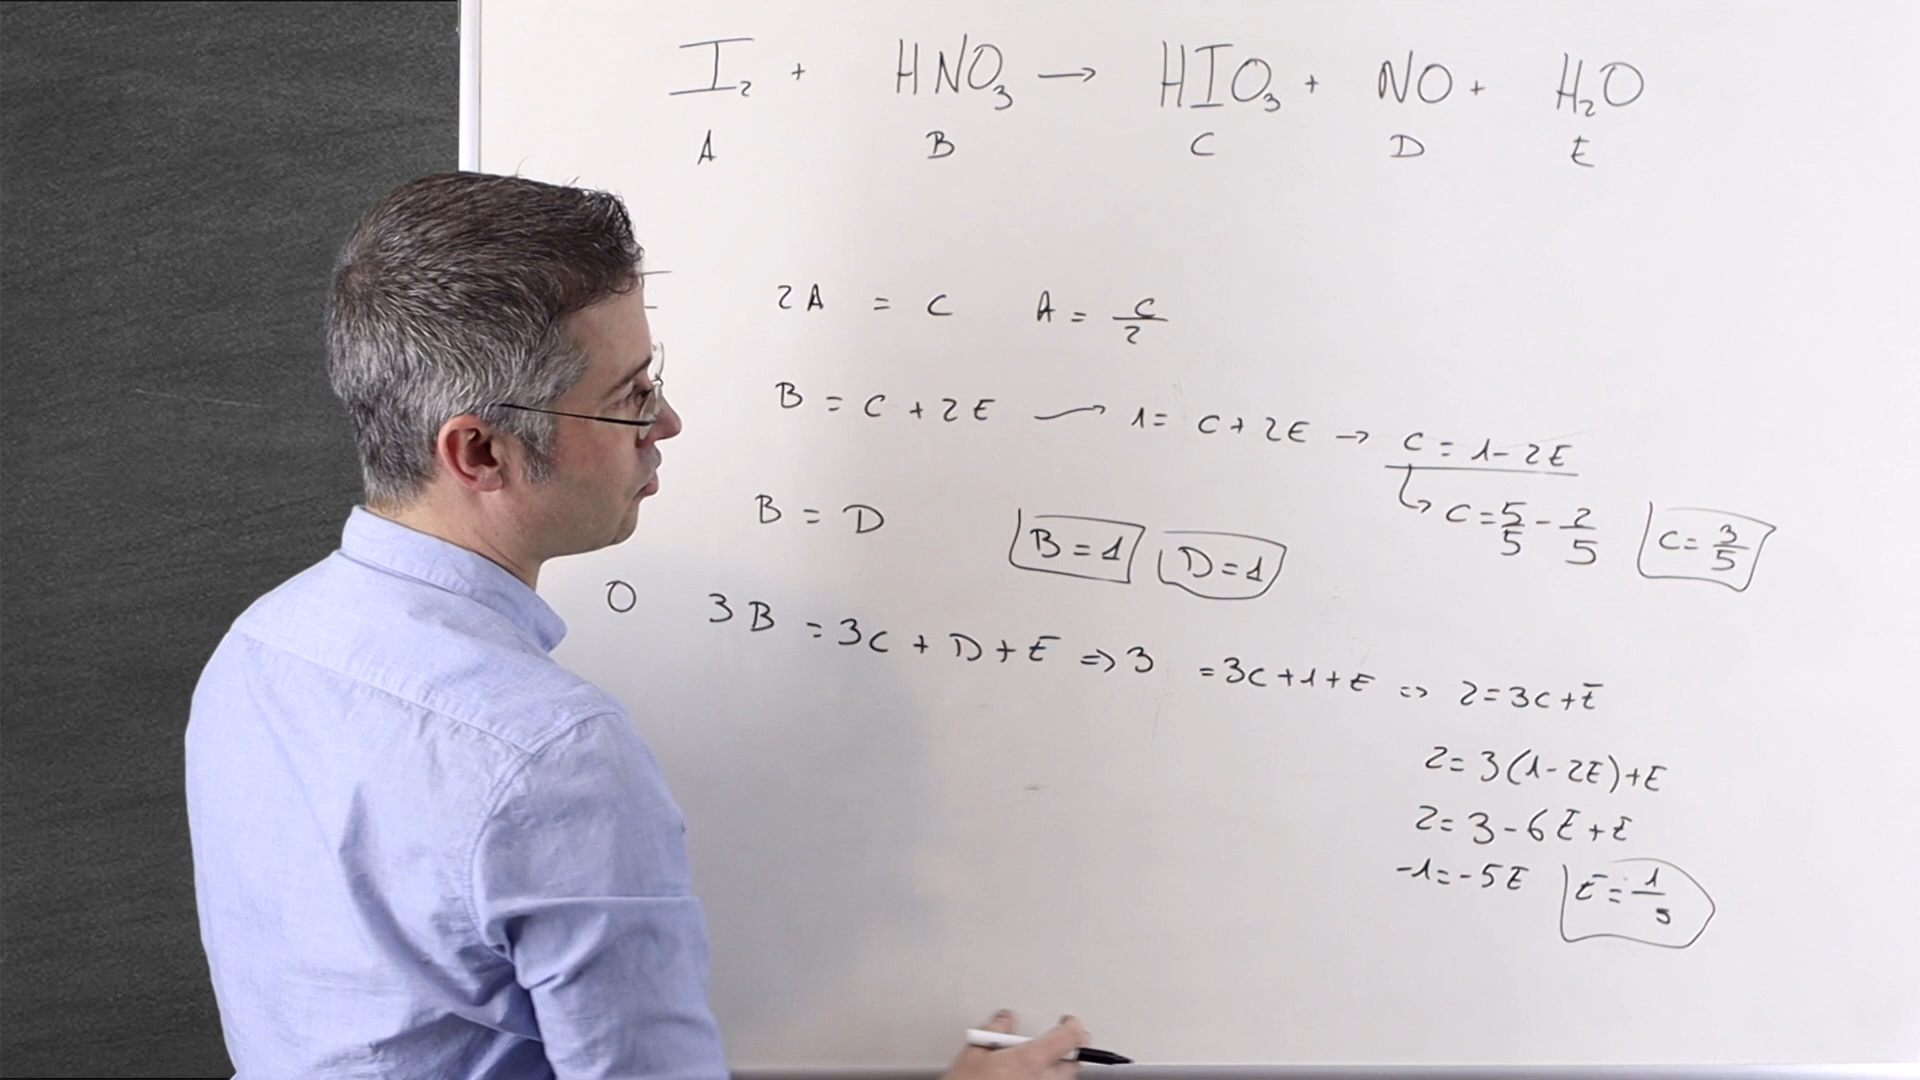 I₂ + HNO₃ → HIO₃ + NO + H₂O
A B C D E
2A = C A = C/2
B = C + 2E → 1 = C + 2E → C = 1 - 2E
↳ C = 5/5 - 2/5 C = 3/5
B = D B = 1 D = 1
O 3B = 3C + D + E => 3 = 3C + 1 + E => 2 = 3C + E
2 = 3(1 - 2E) + E
2 = 3 - 6E + E
-1 = -5E E = 1/5